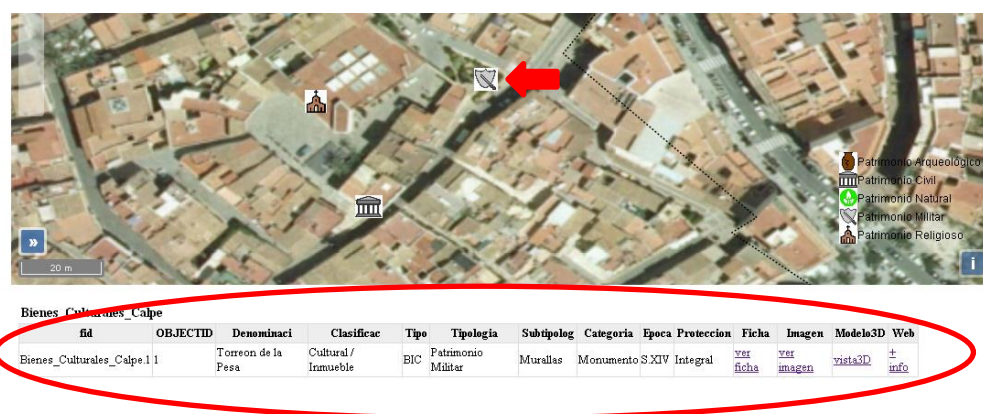 Patrimonio Arqueológico
Patrimonio Civil
Patrimonio Natural
Patrimonio Militar
Patrimonio Religioso
»
20 m
i
Bienes_Culturales_Calpe
fid OBJECTID Denominaci Clasificac Tipo Tipologia Subtipolog Categoria Epoca Proteccion Ficha Imagen Modelo3D Web
Bienes_Culturales_Calpe.1 1 Torreon de la Pesa Cultural / Inmueble BIC Patrimonio Militar Murallas Monumento S.XIV Integral ver ficha ver imagen vista3D + info